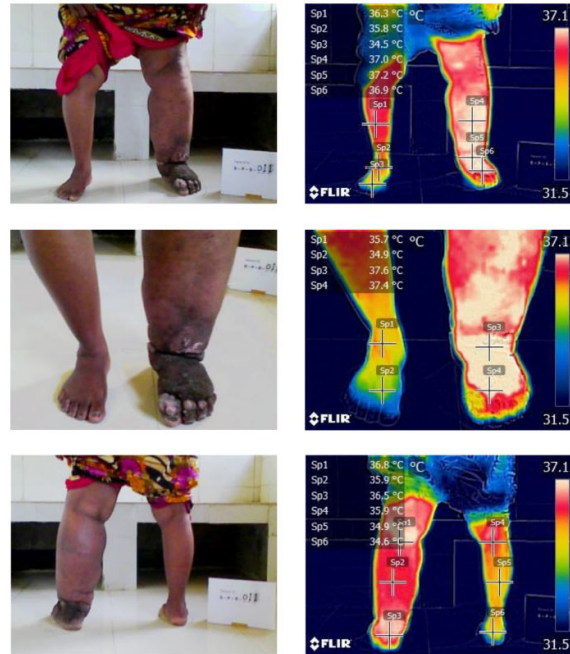 Sp1 36.3 °C °C 37.1
Sp2 35.8 °C
Sp3 34.5 °C
Sp4 37.0 °C
Sp5 37.2 °C
Sp6 36.9 °C
Sp1
Sp4
Sp5
Sp2
Sp6
Sp3
FLIR 31.5
Sp1 35.7 °C °C 37.1
Sp2 34.9 °C
Sp3 37.6 °C
Sp4 37.4 °C
Sp1
Sp3
Sp2
Sp4
FLIR 31.5
Sp1 36.8 °C °C 37.1
Sp2 35.9 °C
Sp3 36.5 °C
Sp4 35.9 °C
Sp5 34.9 °C
Sp6 34.6 °C
Sp1
Sp4
Sp2
Sp5
Sp3
Sp6
FLIR 31.5